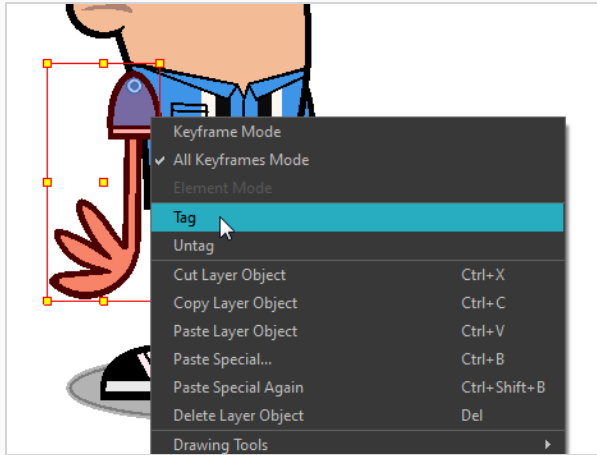 Keyframe Mode
All Keyframes Mode
Element Mode
Tag
Untag
Cut Layer Object Ctrl+X
Copy Layer Object Ctrl+C
Paste Layer Object Ctrl+V
Paste Special... Ctrl+B
Paste Special Again Ctrl+Shift+B
Delete Layer Object Del
Drawing Tools